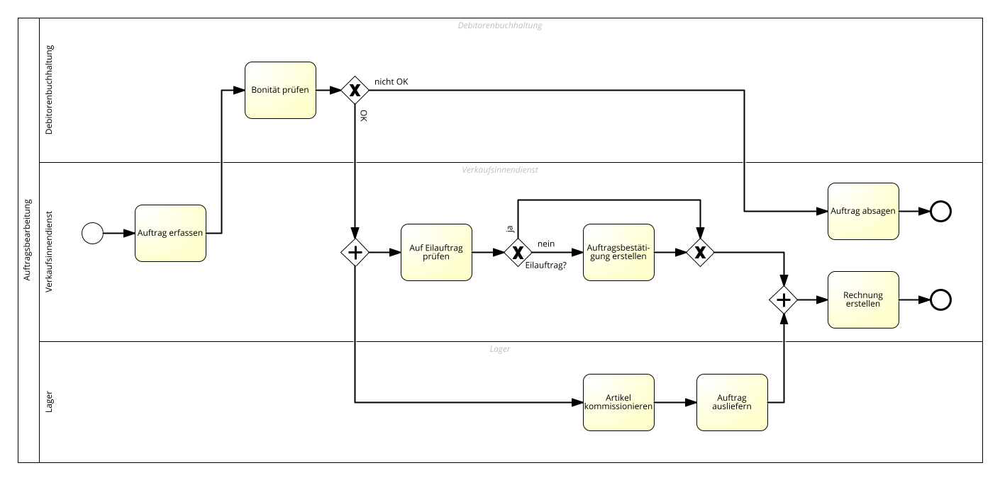 Auftragsbearbeitung
Debitorenbuchhaltung
Debitorenbuchhaltung
Bonität prüfen
nicht OK
OK
Verkaufsinnendienst
Verkaufsinnendienst
Auftrag erfassen
Auf Eilauftrag
prüfen
ja
nein
Eilauftrag?
Auftragsbestäti-
gung erstellen
Auftrag absagen
Rechnung
erstellen
Lager
Lager
Artikel
kommissionieren
Auftrag
ausliefern